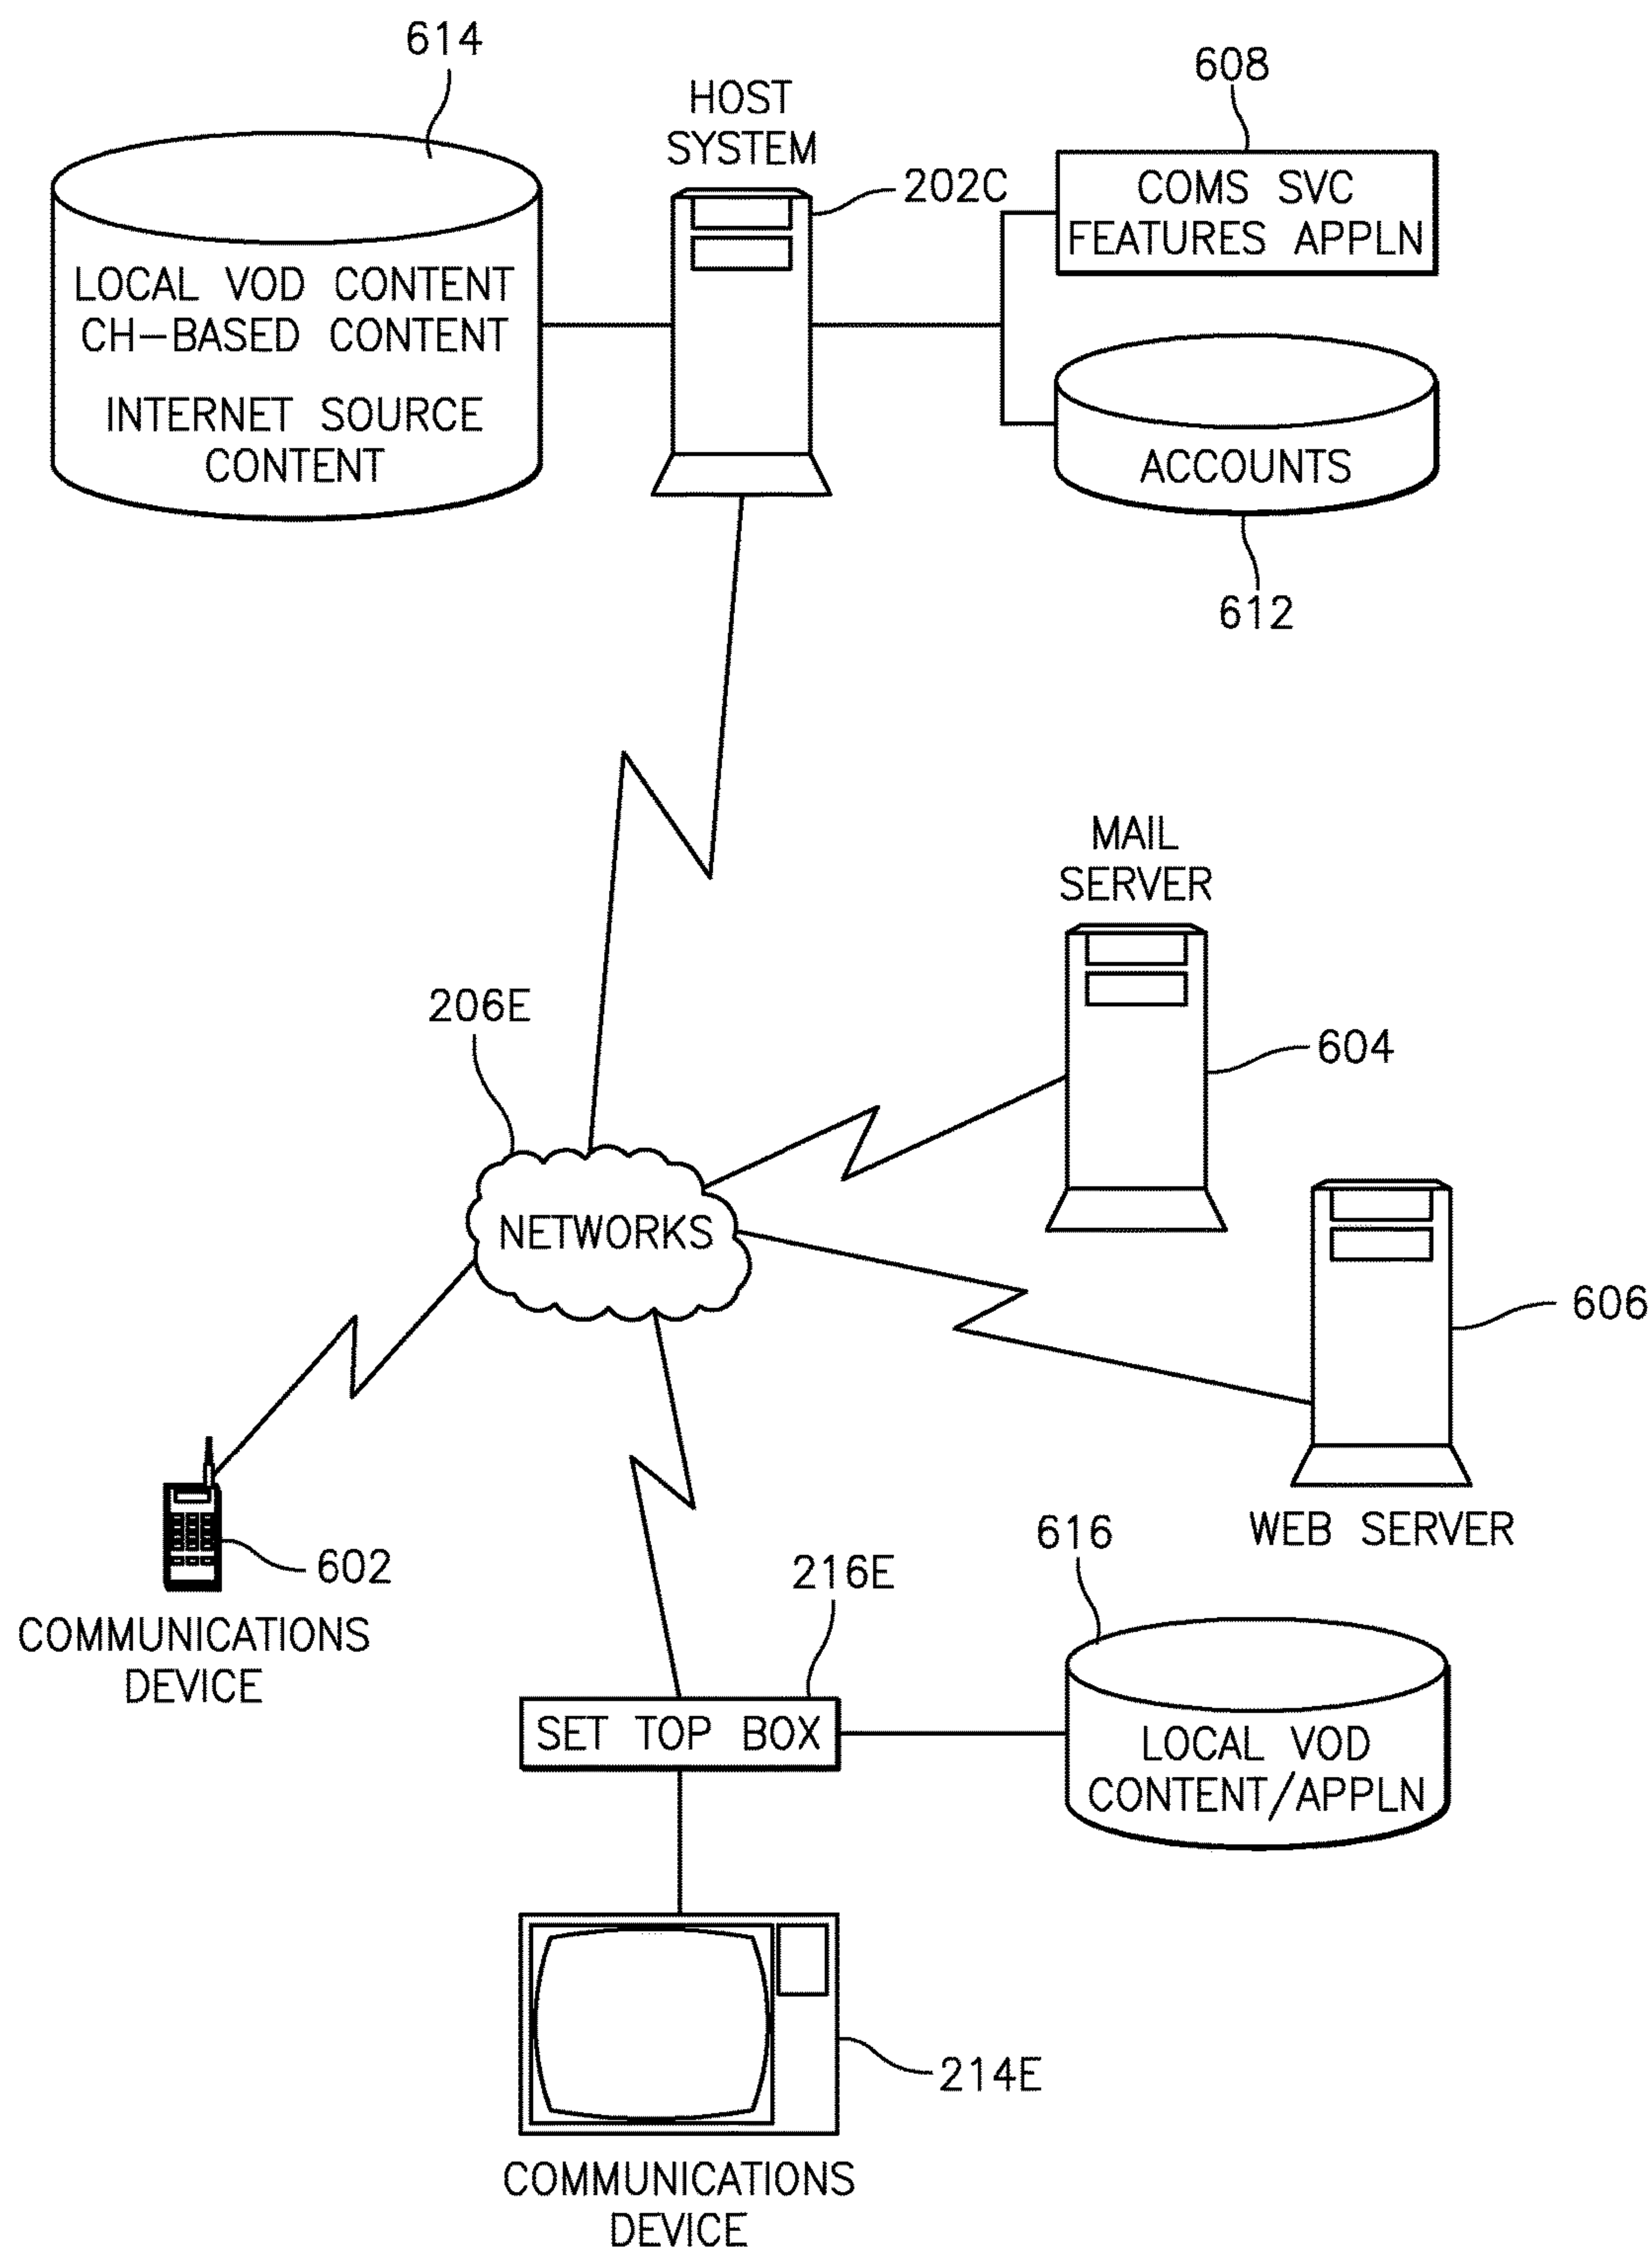 614
608
HOST
SYSTEM
202C
COMS SVC
FEATURES APPLN
LOCAL VOD CONTENT
CH-BASED CONTENT
INTERNET SOURCE
CONTENT
ACCOUNTS
612
MAIL
SERVER
206E
604
NETWORKS
606
WEB SERVER
616
602
216E
COMMUNICATIONS
DEVICE
SET TOP BOX
LOCAL VOD
CONTENT/APPLN
214E
COMMUNICATIONS
DEVICE